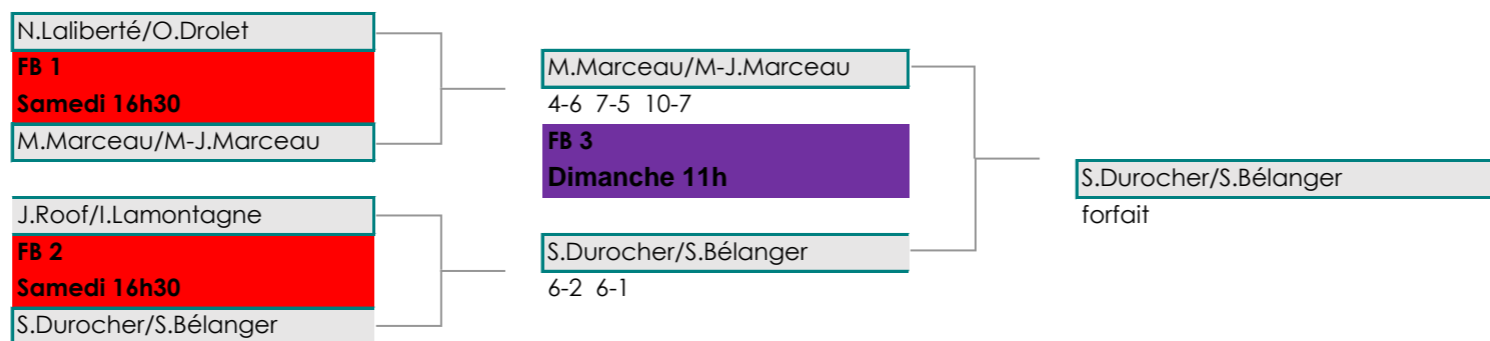 N.Laliberté/O.Drolet
FB 1
Samedi 16h30
M.Marceau/M-J.Marceau
J.Roof/I.Lamontagne
FB 2
Samedi 16h30
S.Durocher/S.Bélanger
M.Marceau/M-J.Marceau
4-6 7-5 10-7
FB 3
Dimanche 11h
S.Durocher/S.Bélanger
6-2 6-1
S.Durocher/S.Bélanger
forfait